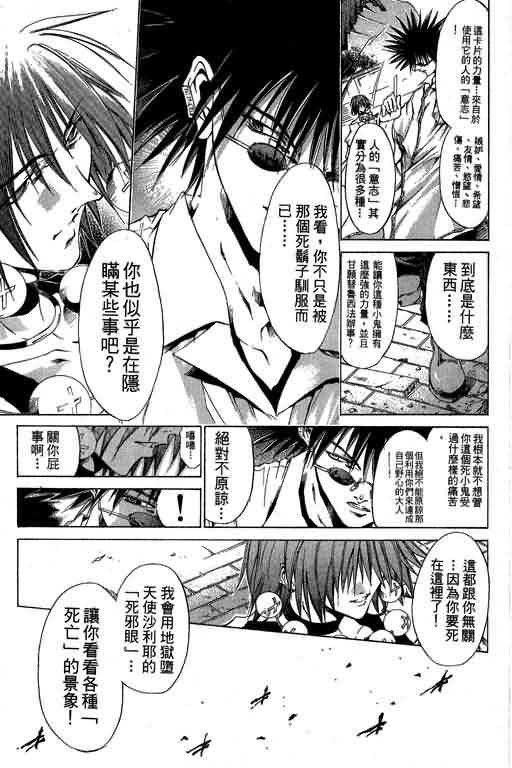 這卡片的力量…來自於
使用它的人的「意志」
！
嫉妒、愛情、希望
、友情、慾望、悲
傷、痛苦、憎恨…
人的「意志」其
實分為很多種…
到底是什麼
東西……
能讓你這種小鬼擁有
這麼強的力量，並且
甘願替魯西法辦事？
我看，你不只是被
那個死鬍子馴服而
已……
你也似乎是在隱
瞞某些事吧？
我根本就不想管
你這個死小鬼受
過什麼樣的痛苦
但我絕不能原諒那
個利用你們來達成
自己野心的大人
絕對不原諒…
！
嘻嘻…
關你屁
事啊…
這都跟你無關
…因為你要死
在這裡了！
我會用地獄墮
天使沙利耶的
「死邪眼」…
讓你看看各種「
死亡」的景象！